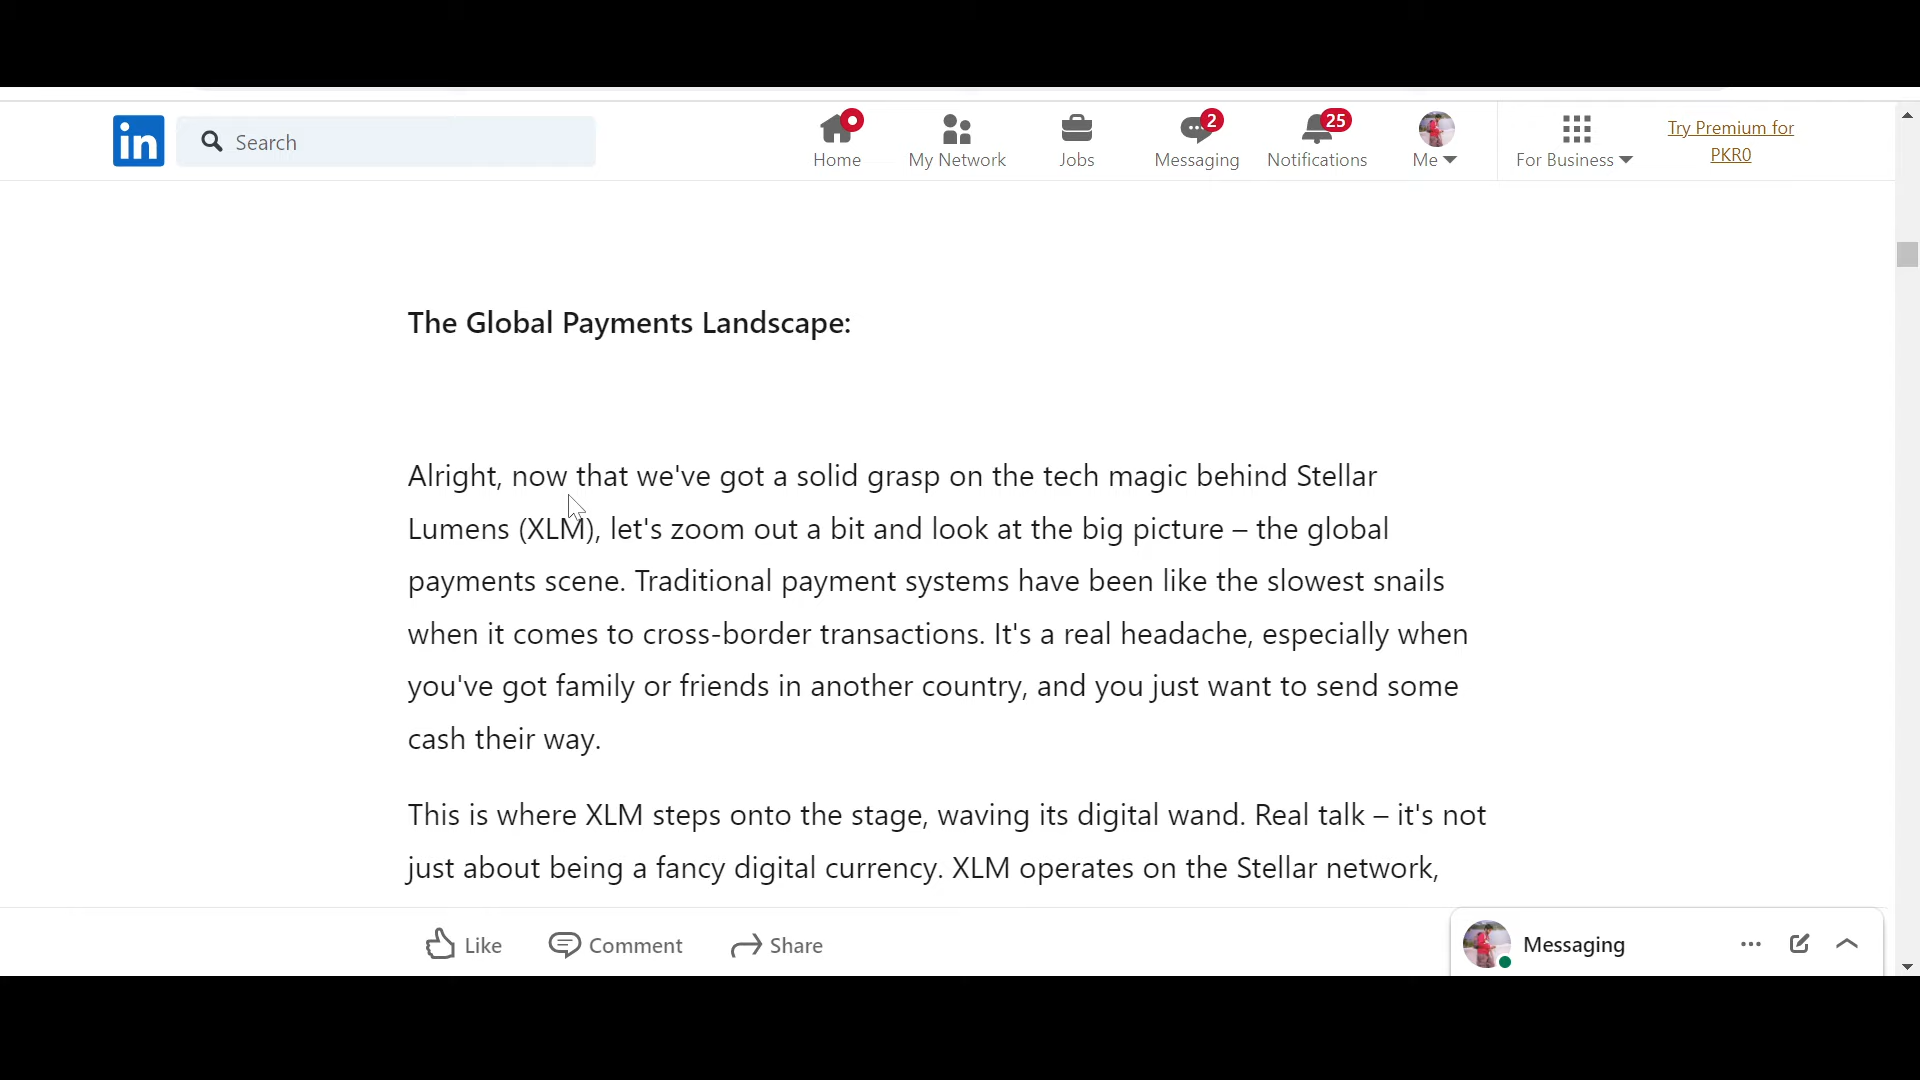 in Search
2 25
Home My Network Jobs Messaging Notifications Me For Business
Try Premium for
PKR0
The Global Payments Landscape:
Alright, now that we've got a solid grasp on the tech magic behind Stellar
Lumens (XLM), let's zoom out a bit and look at the big picture – the global
payments scene. Traditional payment systems have been like the slowest snails
when it comes to cross-border transactions. It's a real headache, especially when
you've got family or friends in another country, and you just want to send some
cash their way.
This is where XLM steps onto the stage, waving its digital wand. Real talk – it's not
just about being a fancy digital currency. XLM operates on the Stellar network,
Like Comment Share
Messaging